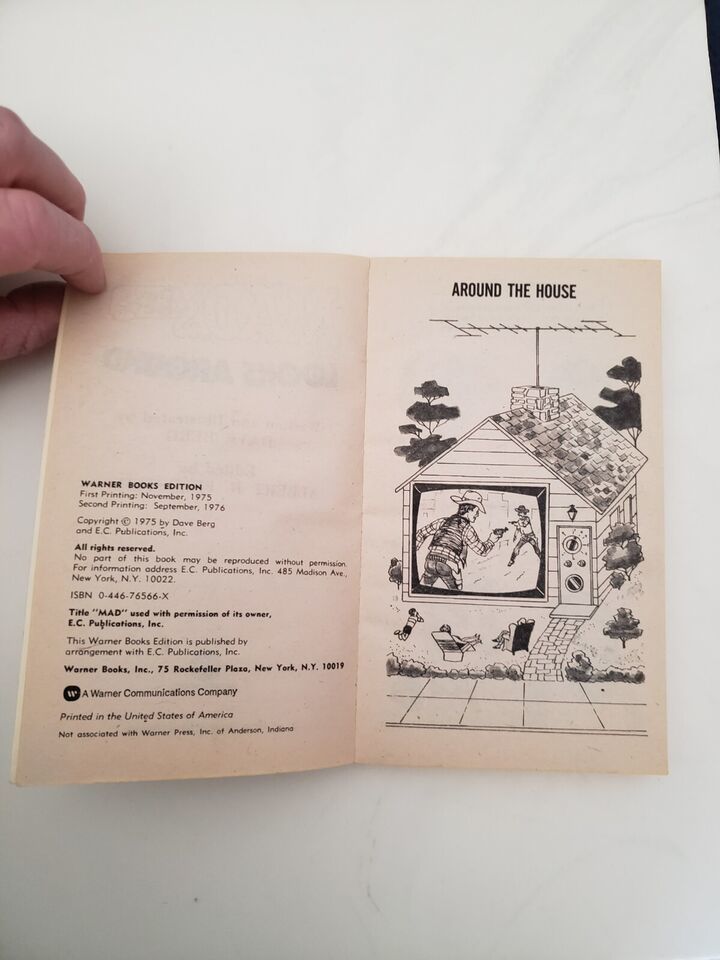 WARNER BOOKS EDITION
First Printing: November, 1975
Second Printing: September, 1976
Copyright © 1975 by Dave Berg
and E.C. Publications, Inc.
All rights reserved.
No part of this book may be reproduced without permission.
For information address E.C. Publications, Inc. 485 Madison Ave.,
New York, N.Y. 10022.
ISBN 0-446-76566-X
Title "MAD" used with permission of its owner,
E.C. Publications, Inc.
This Warner Books Edition is published by
arrangement with E.C. Publications, Inc.
Warner Books, Inc., 75 Rockefeller Plaza, New York, N.Y. 10019
W A Warner Communications Company
Printed in the United States of America
Not associated with Warner Press, Inc. of Anderson, Indiana
AROUND THE HOUSE